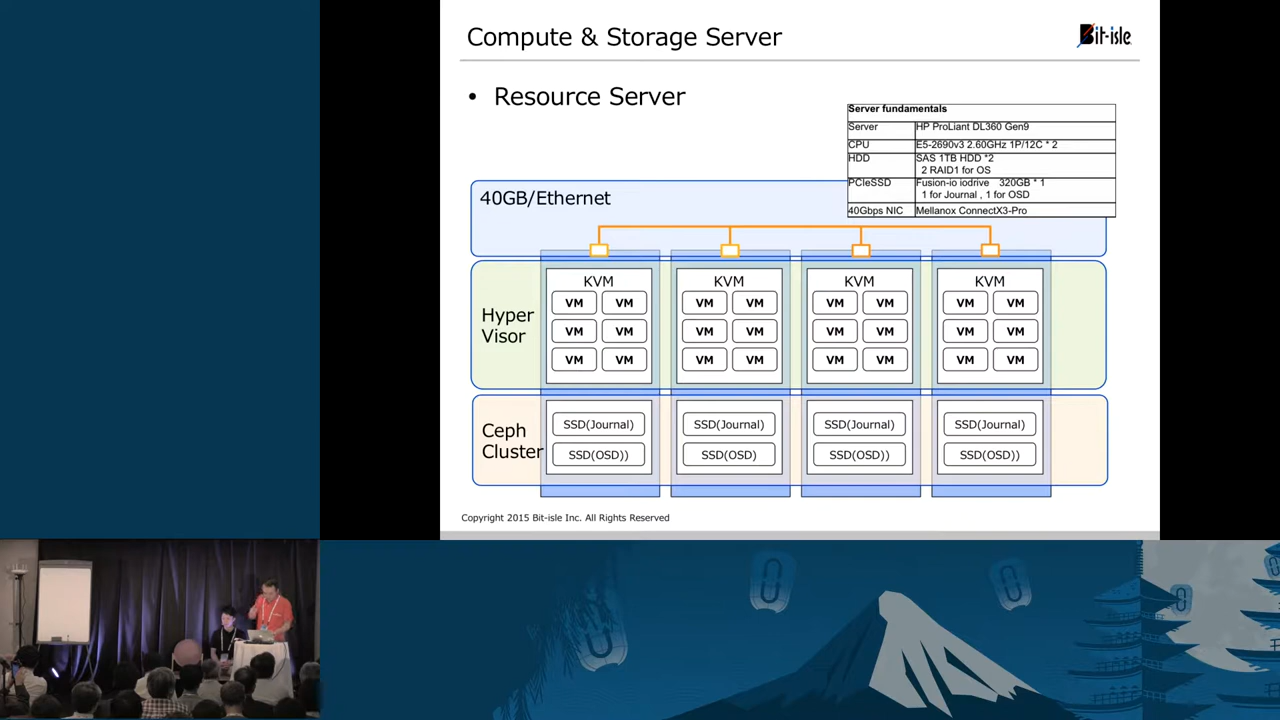 Compute & Storage Server
Bit-isle
• Resource Server
Server fundamentals
Server HP ProLiant DL360 Gen9
CPU E5-2690v3 2.60GHz 1P/12C * 2
HDD SAS 1TB HDD *2
2 RAID1 for OS
PCIeSSD Fusion-io iodrive 320GB * 1
1 for Journal , 1 for OSD
40Gbps NIC Mellanox ConnectX3-Pro
40GB/Ethernet
Hyper
Visor
KVM KVM KVM KVM
VM VM VM VM VM VM VM VM
VM VM VM VM VM VM VM VM
VM VM VM VM VM VM VM VM
Ceph
Cluster
SSD(Journal) SSD(Journal) SSD(Journal) SSD(Journal)
SSD(OSD)) SSD(OSD) SSD(OSD)) SSD(OSD))
Copyright 2015 Bit-isle Inc. All Rights Reserved